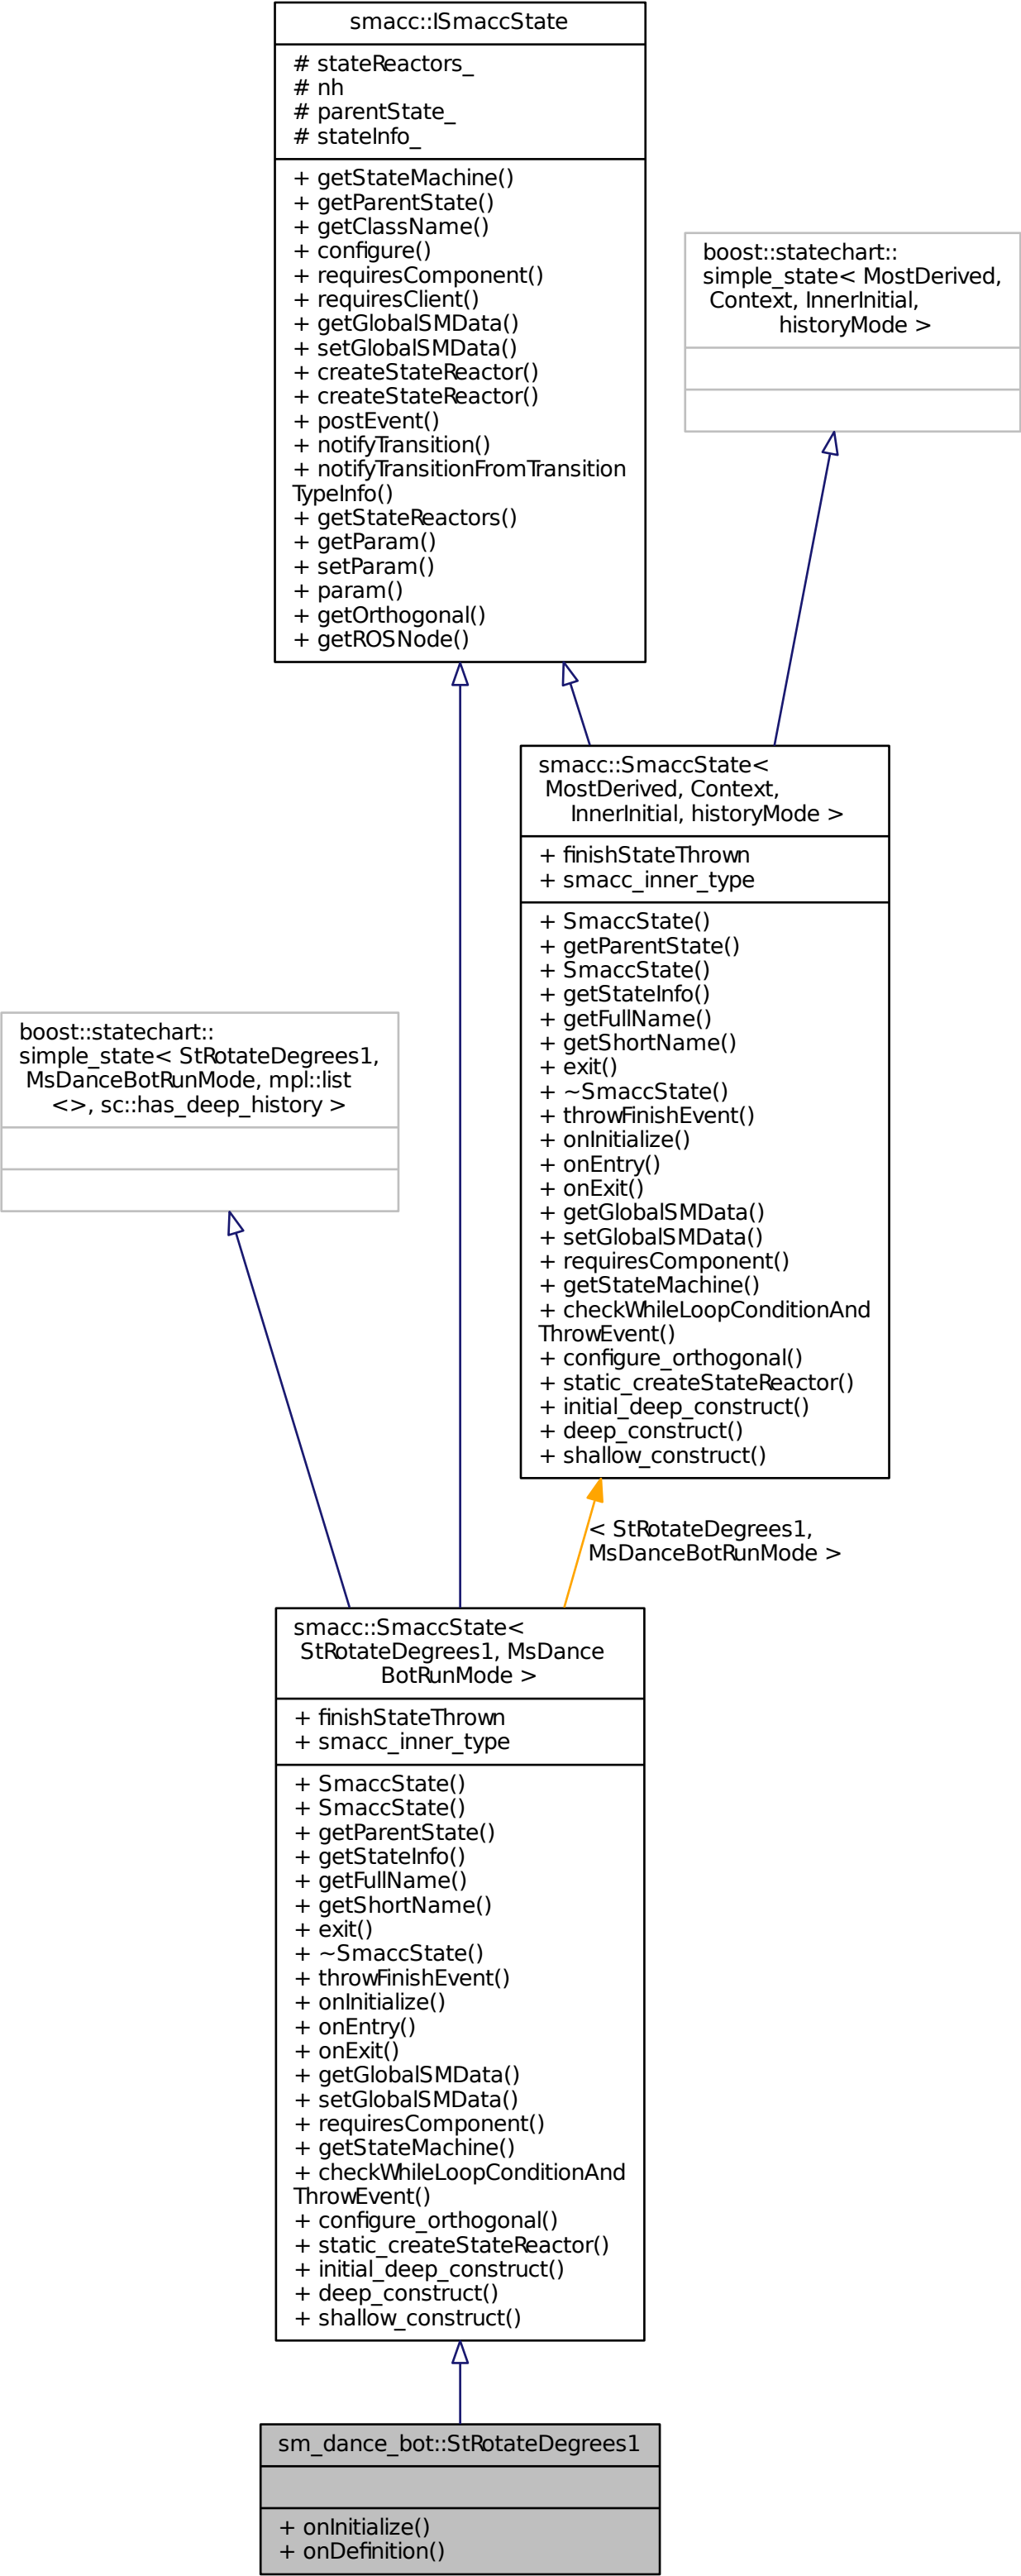 smacc::ISmaccState
# stateReactors_
# nh
# parentState_
# stateInfo_
+ getStateMachine()
+ getParentState()
+ getClassName()
+ configure()
+ requiresComponent()
+ requiresClient()
+ getGlobalSMData()
+ setGlobalSMData()
+ createStateReactor()
+ createStateReactor()
+ postEvent()
+ notifyTransition()
+ notifyTransitionFromTransition
TypeInfo()
+ getStateReactors()
+ getParam()
+ setParam()
+ param()
+ getOrthogonal()
+ getROSNode()
boost::statechart::
simple_state< MostDerived,
Context, InnerInitial,
historyMode >
smacc::SmaccState<
MostDerived, Context,
InnerInitial, historyMode >
+ finishStateThrown
+ smacc_inner_type
+ SmaccState()
+ getParentState()
+ SmaccState()
+ getStateInfo()
+ getFullName()
+ getShortName()
+ exit()
+ ~SmaccState()
+ throwFinishEvent()
+ onInitialize()
+ onEntry()
+ onExit()
+ getGlobalSMData()
+ setGlobalSMData()
+ requiresComponent()
+ getStateMachine()
+ checkWhileLoopConditionAnd
ThrowEvent()
+ configure_orthogonal()
+ static_createStateReactor()
+ initial_deep_construct()
+ deep_construct()
+ shallow_construct()
boost::statechart::
simple_state< StRotateDegrees1,
MsDanceBotRunMode, mpl::list
<>, sc::has_deep_history >
< StRotateDegrees1,
MsDanceBotRunMode >
smacc::SmaccState<
StRotateDegrees1, MsDance
BotRunMode >
+ finishStateThrown
+ smacc_inner_type
+ SmaccState()
+ SmaccState()
+ getParentState()
+ getStateInfo()
+ getFullName()
+ getShortName()
+ exit()
+ ~SmaccState()
+ throwFinishEvent()
+ onInitialize()
+ onEntry()
+ onExit()
+ getGlobalSMData()
+ setGlobalSMData()
+ requiresComponent()
+ getStateMachine()
+ checkWhileLoopConditionAnd
ThrowEvent()
+ configure_orthogonal()
+ static_createStateReactor()
+ initial_deep_construct()
+ deep_construct()
+ shallow_construct()
sm_dance_bot::StRotateDegrees1
+ onInitialize()
+ onDefinition()